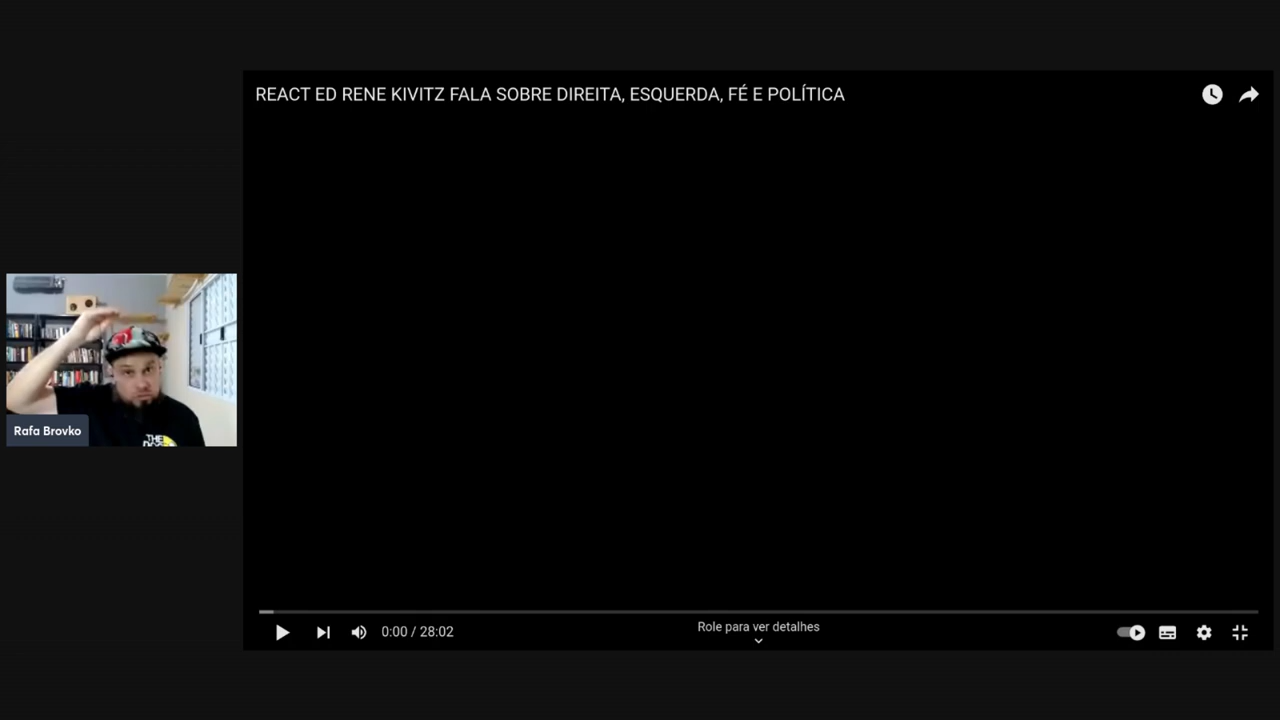 REACT ED RENE KIVITZ FALA SOBRE DIREITA, ESQUERDA, FÉ E POLÍTICA
Rafa Brovko
THE
0:00 / 28:02
Role para ver detalhes